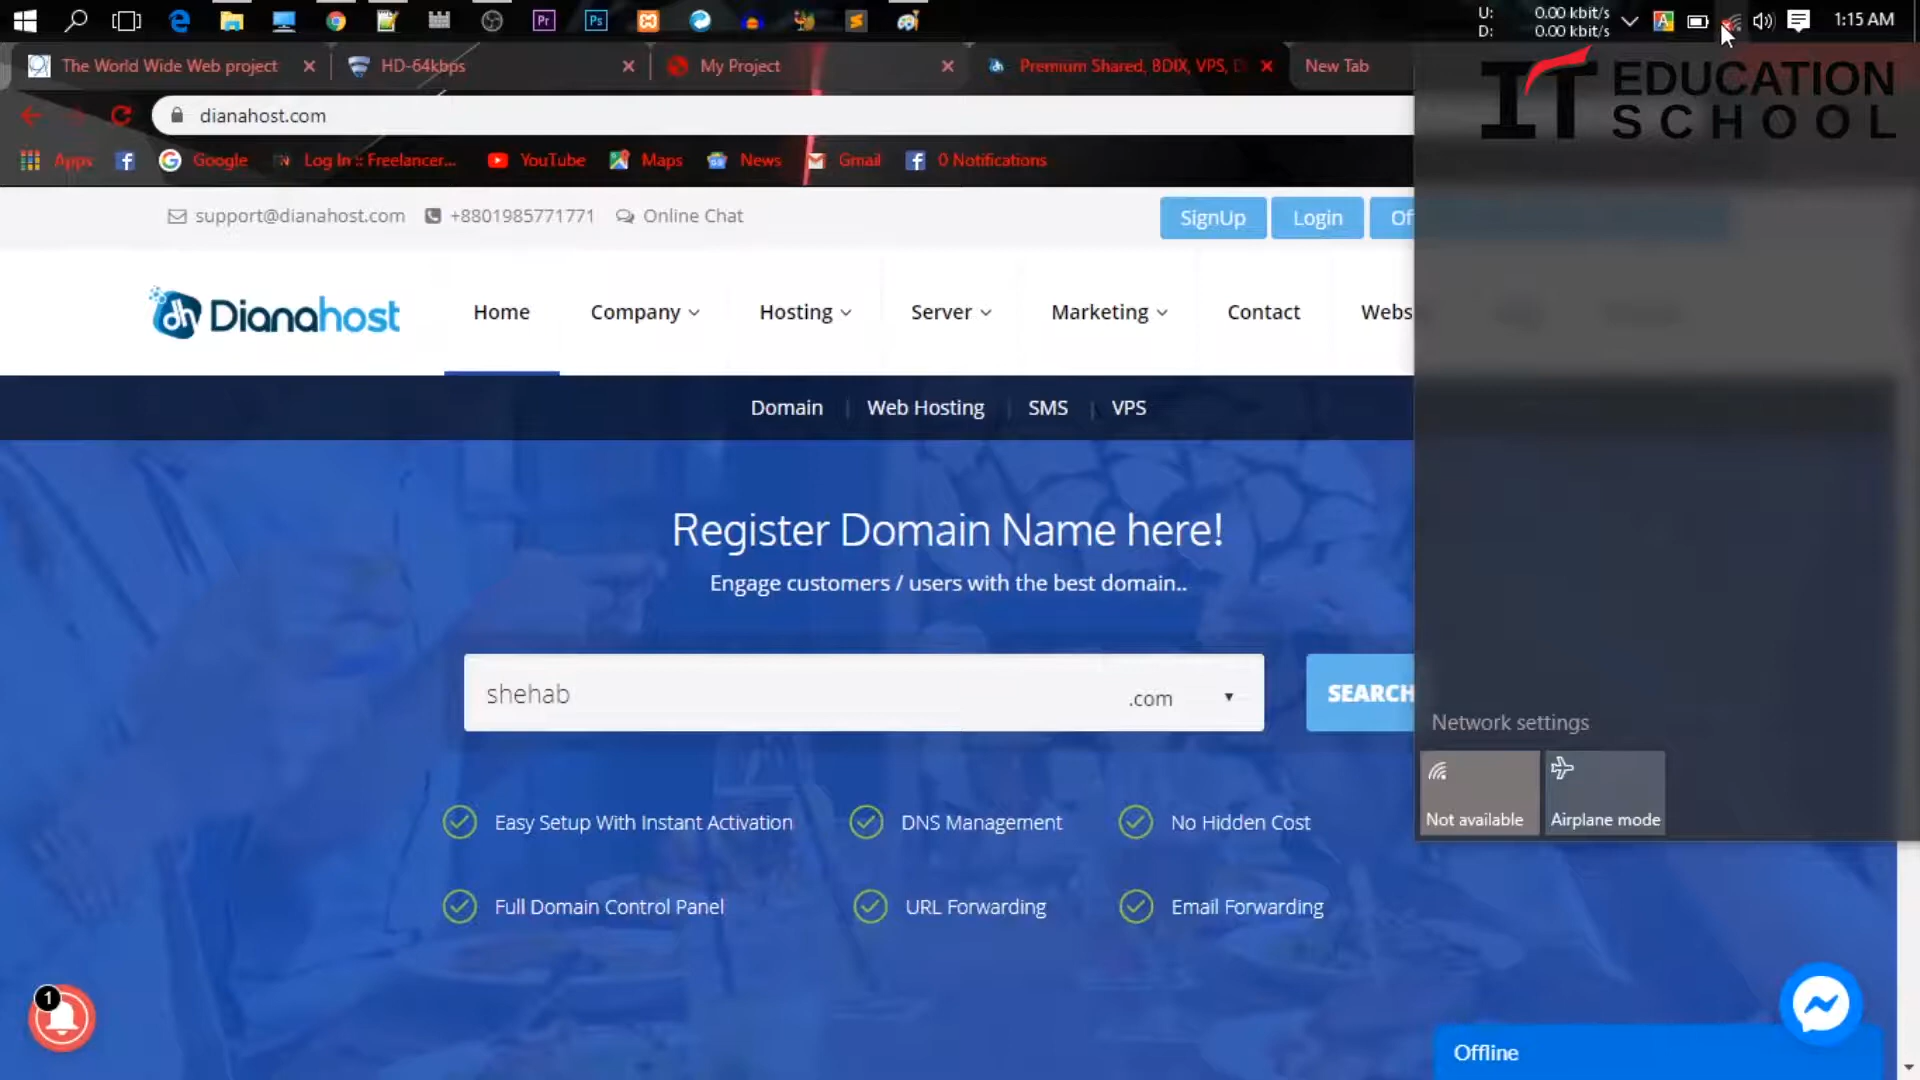 U: 0.00 kbit/s
D: 0.00 kbit/s
1:15 AM
The World Wide Web project
HD-64kbps
My Project
Premium Shared, BDIX, VPS, D
New Tab
IT EDUCATION
SCHOOL
dianahost.com
Apps
Google
Log In :: Freelancer...
YouTube
Maps
News
Gmail
0 Notifications
support@dianahost.com
+8801985771771
Online Chat
SignUp
Login
Of
Dianahost
Home
Company
Hosting
Server
Marketing
Contact
Webs
Domain
Web Hosting
SMS
VPS
Register Domain Name here!
Engage customers / users with the best domain..
shehab
.com
SEARCH
Network settings
Not available
Airplane mode
Easy Setup With Instant Activation
DNS Management
No Hidden Cost
Full Domain Control Panel
URL Forwarding
Email Forwarding
1
Offline